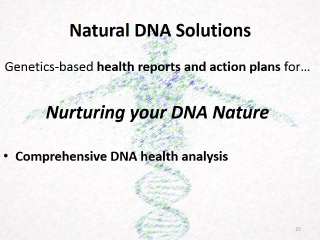 Natural DNA Solutions
Genetics-based health reports and action plans for...
Nurturing your DNA Nature
• Comprehensive DNA health analysis
25